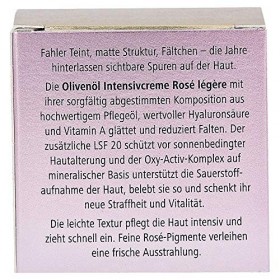 Fahler Teint, matte Struktur, Fältchen – die Jahre
hinterlassen sichtbare Spuren auf der Haut.
Die Olivenöl Intensivcreme Rosé légère mit
ihrer sorgfältig abgestimmten Komposition aus
hochwertigem Pflegeöl, wertvoller Hyaluronsäure
und Vitamin A glättet und reduziert Falten. Der
zusätzliche LSF 20 schützt vor sonnenbedingter
Hautalterung und der Oxy-Activ-Komplex auf
mineralischer Basis unterstützt die Sauerstoff-
aufnahme der Haut, belebt sie so und schenkt ihr
neue Straffheit und Vitalität.
Die leichte Textur pflegt die Haut intensiv und
zieht schnell ein. Feine Rosé-Pigmente verleihen
eine frische Ausstrahlung.